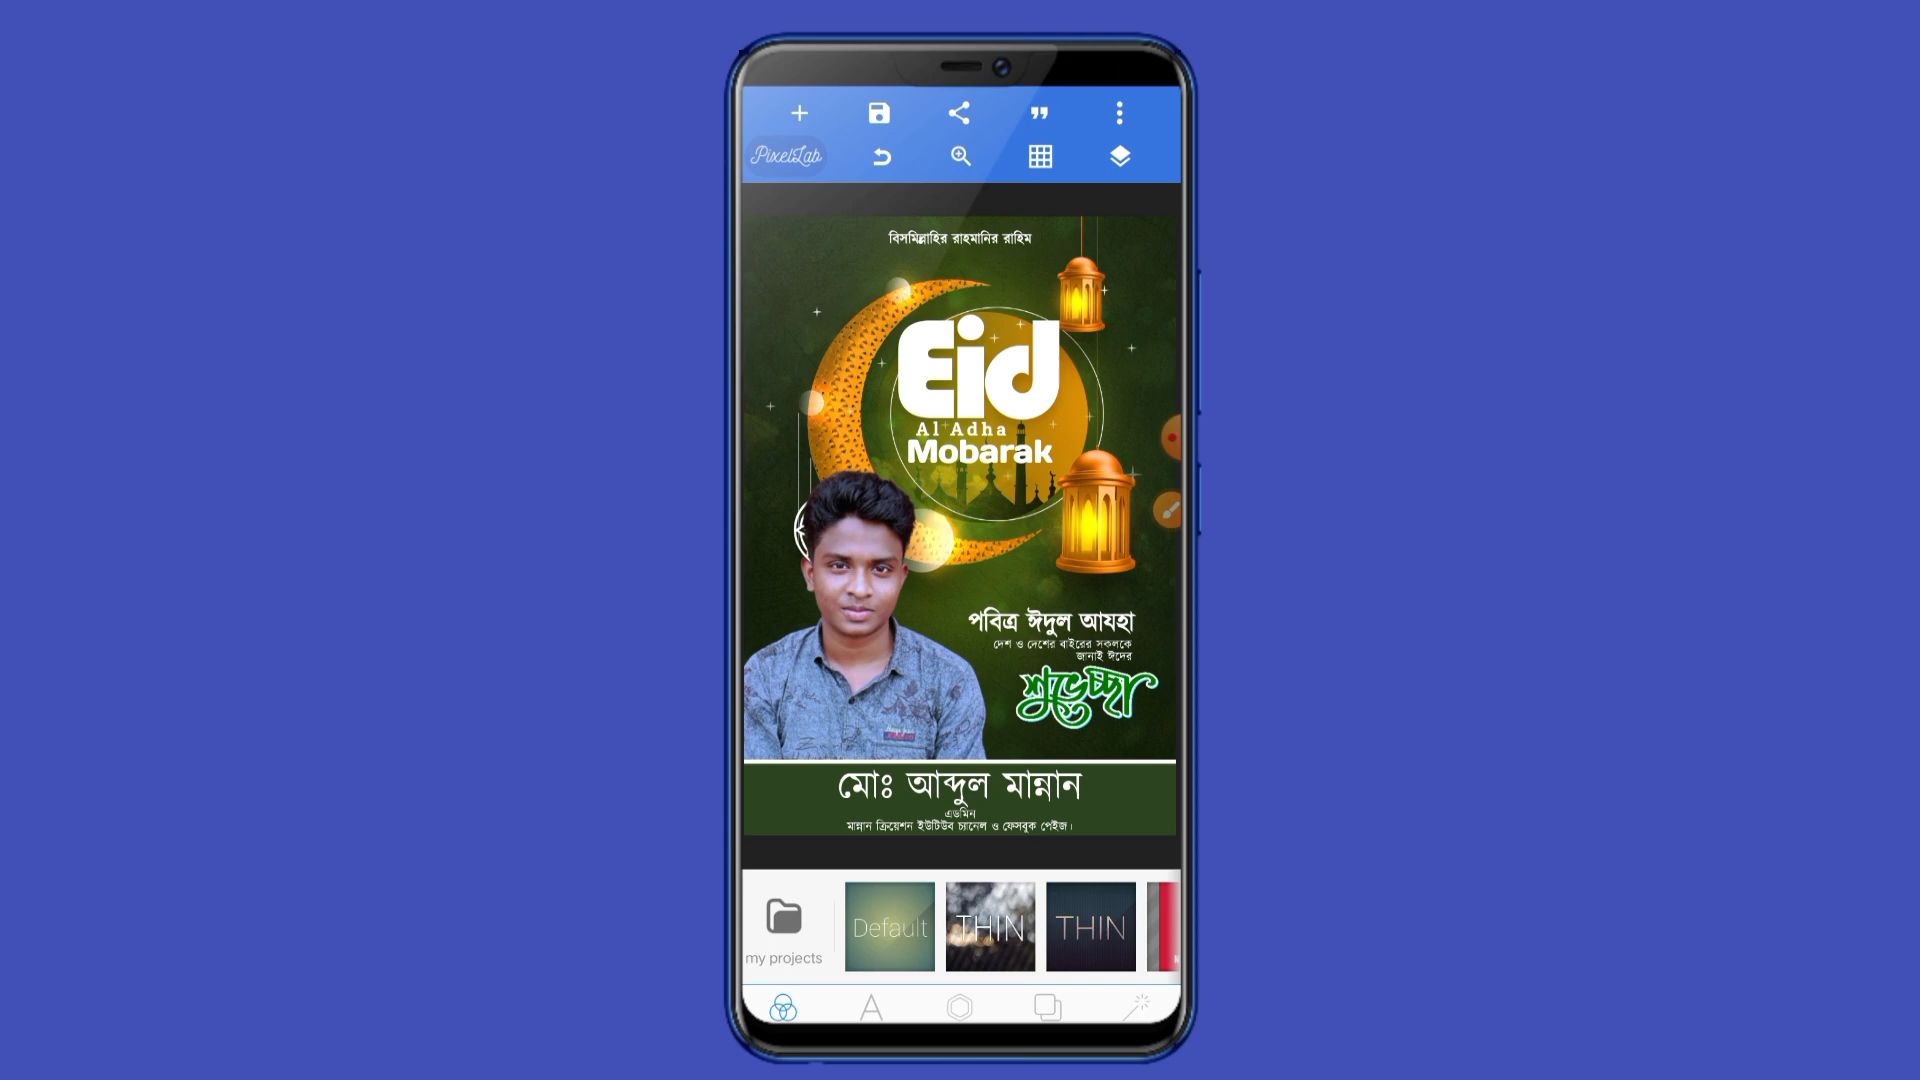 PixelLab
বিসমিল্লাহির রাহমানির রাহিম
Eid
Al Adha
Mobarak
পবিত্র ঈদুল আযহা
দেশ ও দেশের বাইরের সকলকে
জানাই ঈদের
শুভেচ্ছা
মোঃ আব্দুল মান্নান
এডমিন
মান্নান ক্রিয়েশন ইউটিউব চ্যানেল ও ফেসবুক পেইজ।
my projects
Default
THIN
THIN